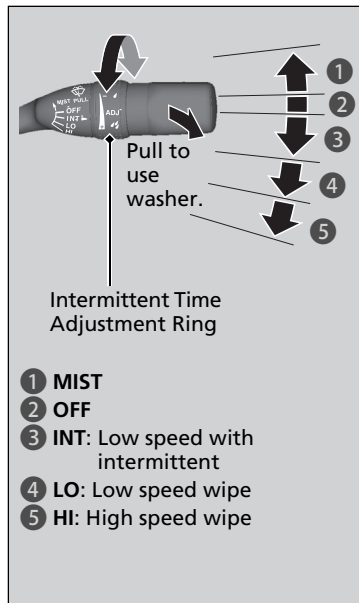 MIST PULL
OFF
INT
LO
HI
ADJ
1
2
3
4
5
Pull to
use
washer.
Intermittent Time
Adjustment Ring
1 MIST
2 OFF
3 INT: Low speed with
intermittent
4 LO: Low speed wipe
5 HI: High speed wipe